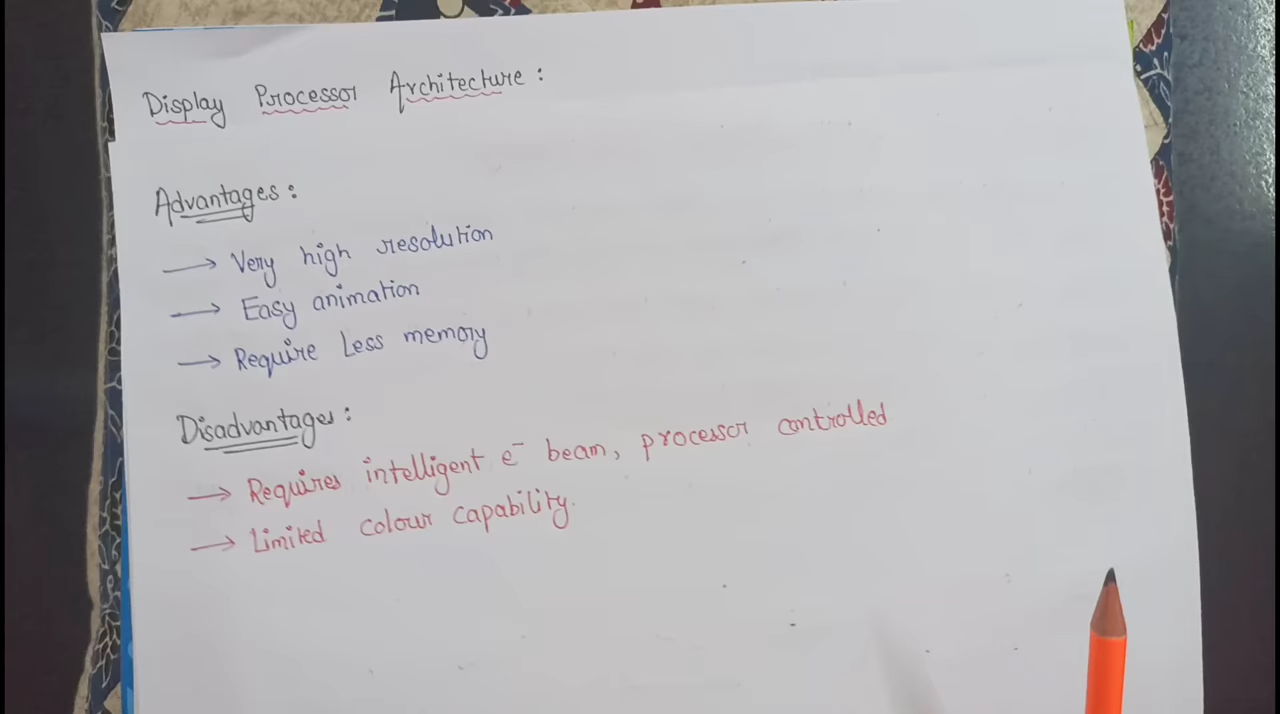 Display Processor Architecture :
Advantages :
→ Very high resolution
→ Easy animation
→ Require Less memory
Disadvantages :
→ Requires intelligent e⁻ beam, processor controlled
→ Limited colour capability.